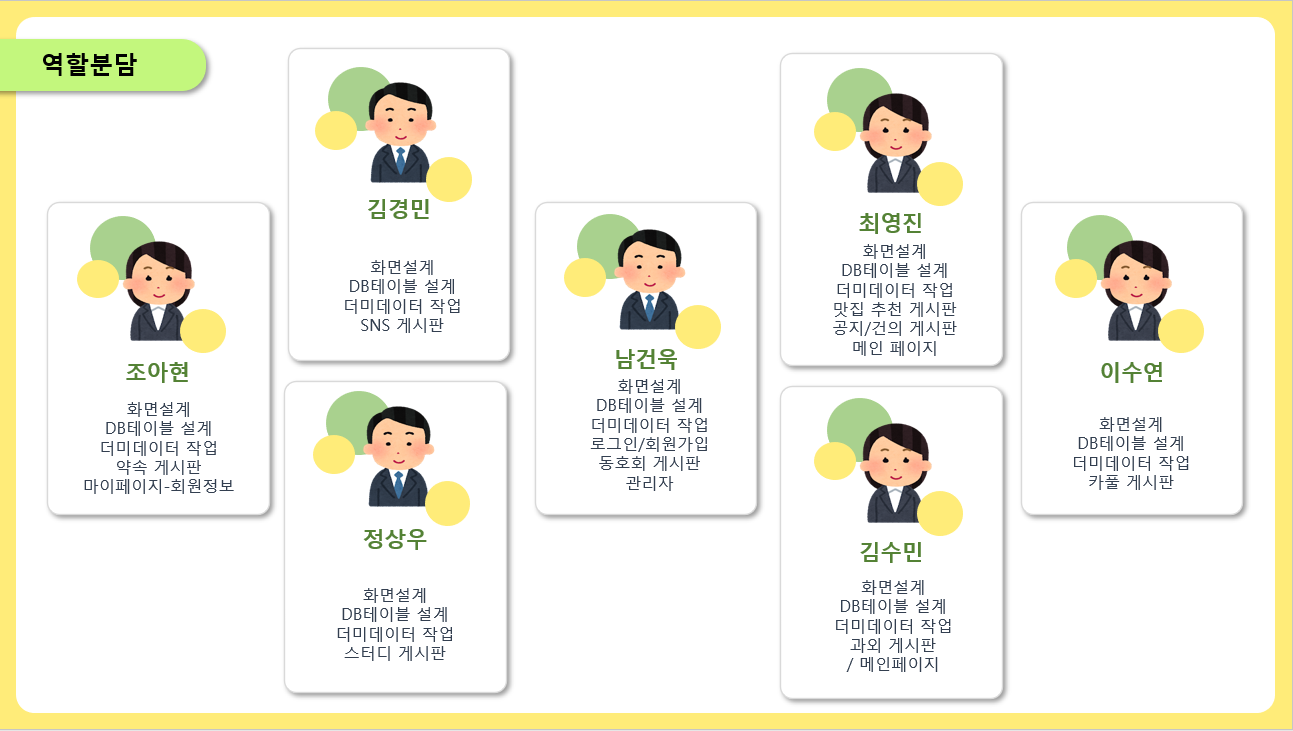 역할분담
조아현
화면설계
DB테이블 설계
더미데이터 작업
약속 게시판
마이페이지-회원정보
김경민
화면설계
DB테이블 설계
더미데이터 작업
SNS 게시판
정상우
화면설계
DB테이블 설계
더미데이터 작업
스터디 게시판
남건욱
화면설계
DB테이블 설계
더미데이터 작업
로그인/회원가입
동호회 게시판
관리자
최영진
화면설계
DB테이블 설계
더미데이터 작업
맛집 추천 게시판
공지/건의 게시판
메인 페이지
김수민
화면설계
DB테이블 설계
더미데이터 작업
과외 게시판
/ 메인페이지
이수연
화면설계
DB테이블 설계
더미데이터 작업
카풀 게시판